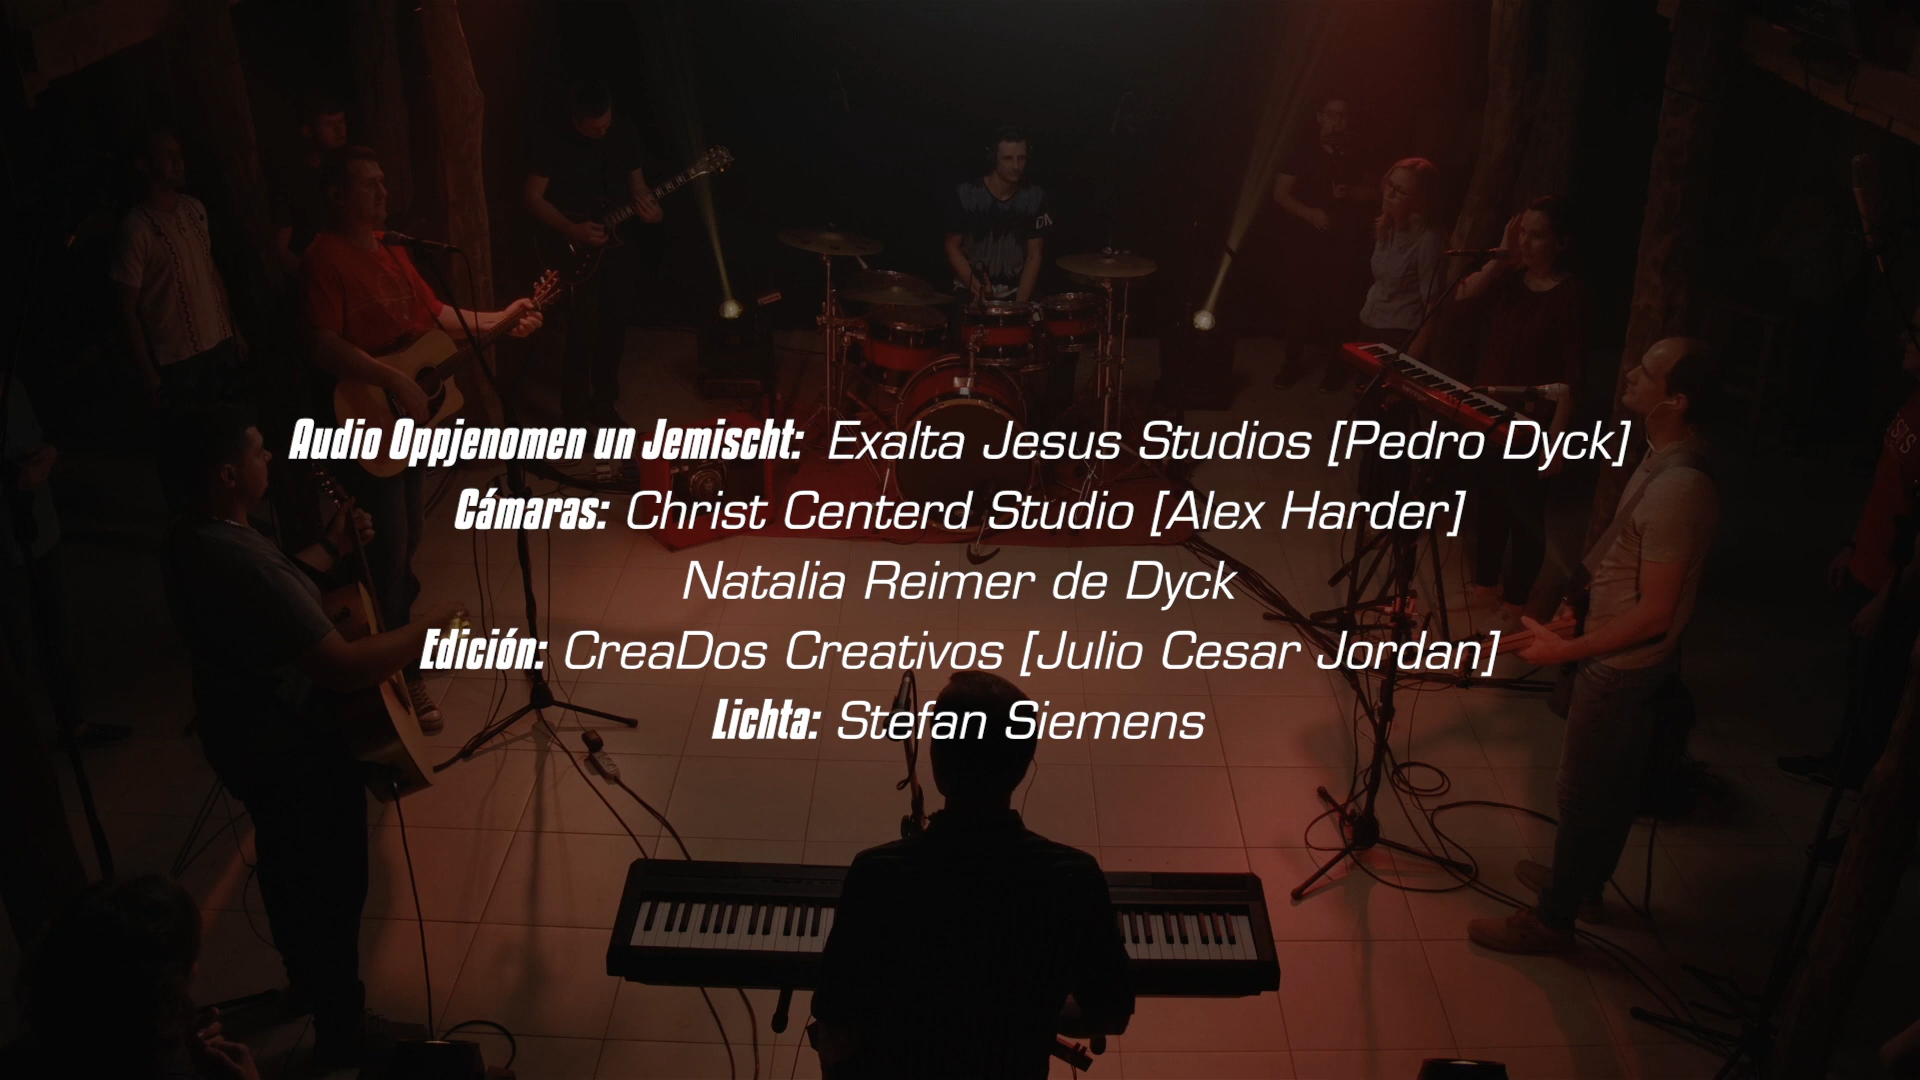 Audio Oppjenomen un Jemischt: Exalta Jesus Studios [Pedro Dyck]
Cámaras: Christ Centerd Studio [Alex Harder]
Natalia Reimer de Dyck
Edición: CreaDos Creativos [Julio Cesar Jordan]
Lichta: Stefan Siemens